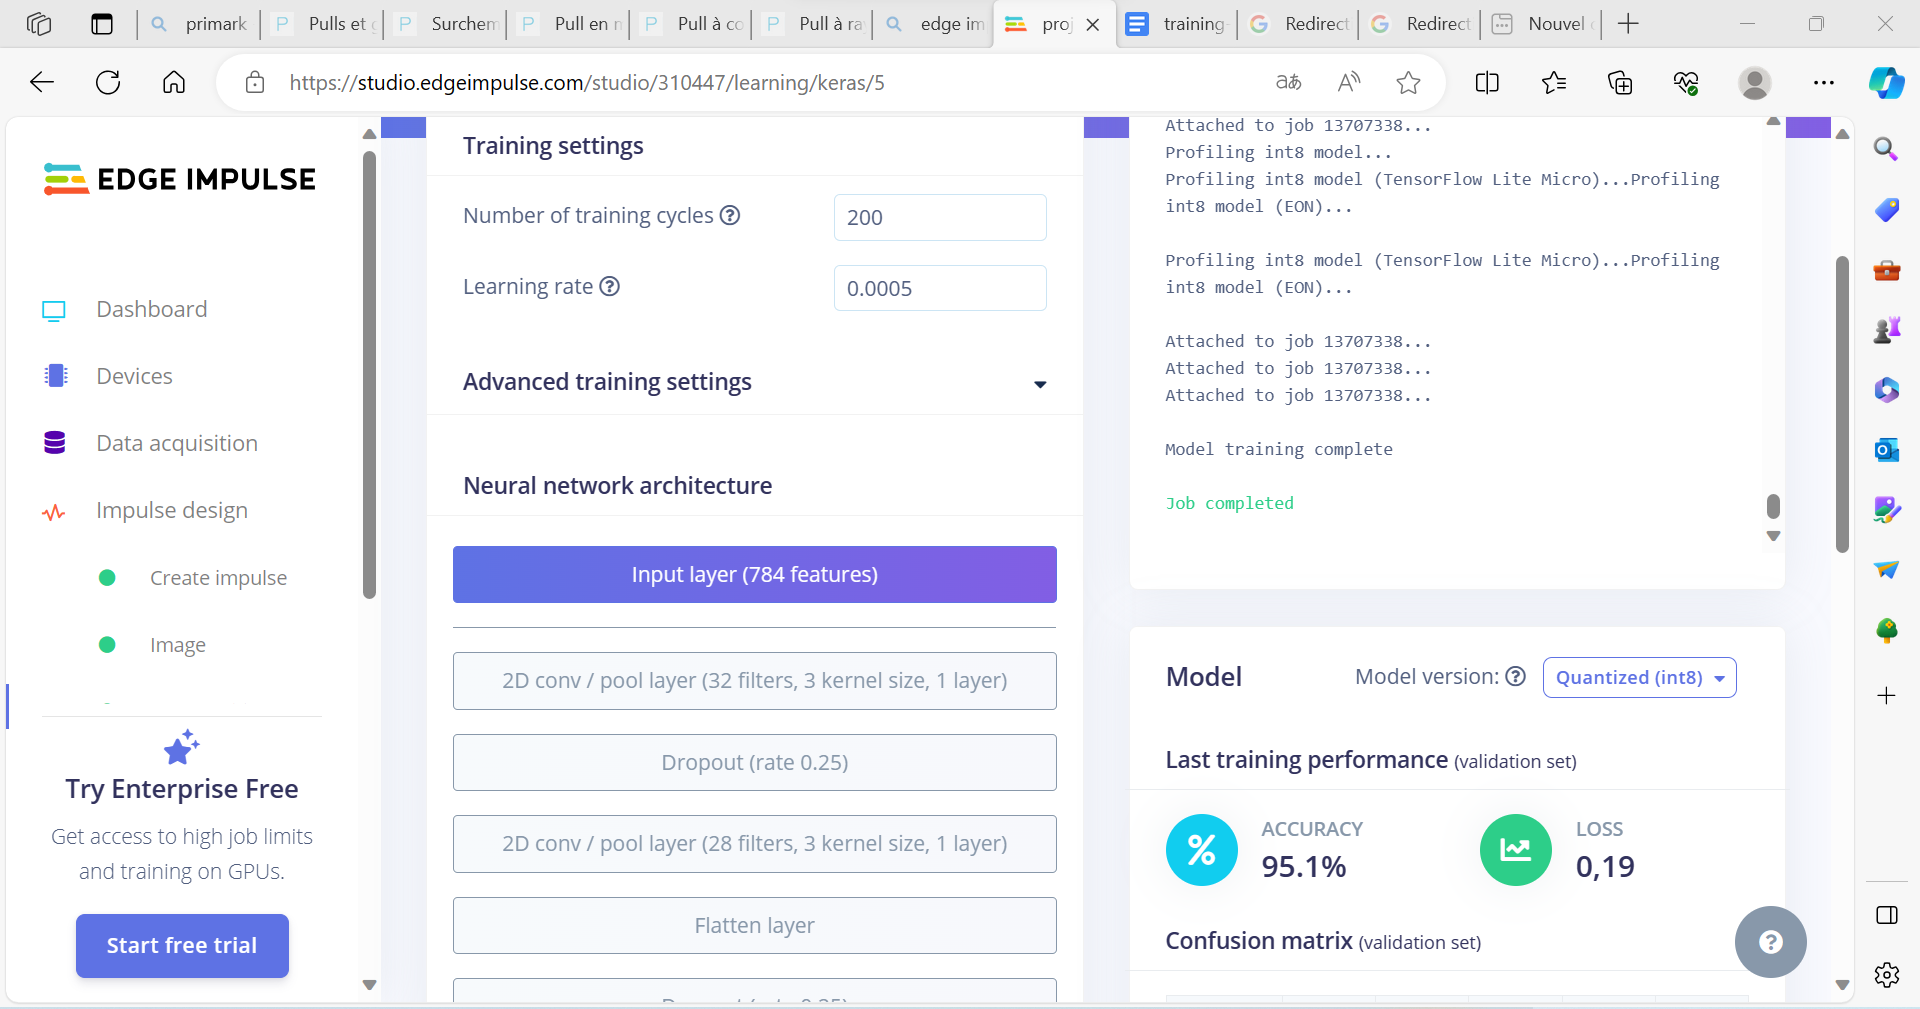 primark
Pulls et g
Surchem
Pull en m
Pull à co
Pull à ra
edge im
proj
training-
Redirect
Redirect
Nouvel o
https://studio.edgeimpulse.com/studio/310447/learning/keras/5
EDGE IMPULSE
Dashboard
Devices
Data acquisition
Impulse design
Create impulse
Image
Try Enterprise Free
Get access to high job limits
and training on GPUs.
Start free trial
Training settings
Number of training cycles
200
Learning rate
0.0005
Advanced training settings
Neural network architecture
Input layer (784 features)
2D conv / pool layer (32 filters, 3 kernel size, 1 layer)
Dropout (rate 0.25)
2D conv / pool layer (28 filters, 3 kernel size, 1 layer)
Flatten layer
Attached to job 13707338...
Profiling int8 model...
Profiling int8 model (TensorFlow Lite Micro)...Profiling
int8 model (EON)...
Profiling int8 model (TensorFlow Lite Micro)...Profiling
int8 model (EON)...
Attached to job 13707338...
Attached to job 13707338...
Attached to job 13707338...
Model training complete
Job completed
Model
Model version:
Quantized (int8)
Last training performance (validation set)
% ACCURACY
95.1%
LOSS
0,19
Confusion matrix (validation set)